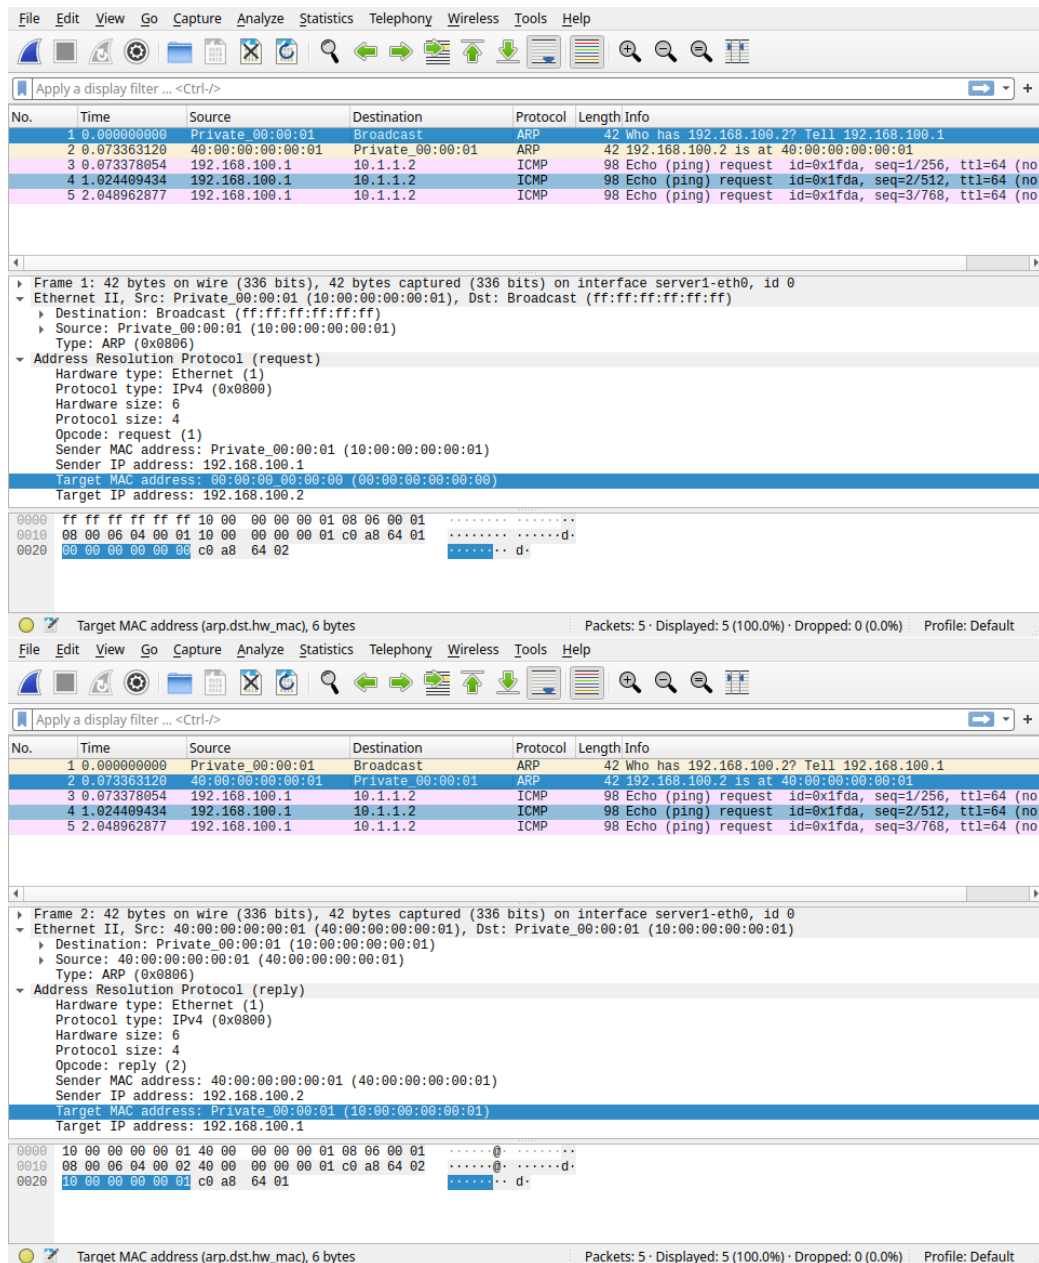 File Edit View Go Capture Analyze Statistics Telephony Wireless Tools Help
Apply a display filter ... <Ctrl-/>
+
No. Time Source Destination Protocol Length Info
1 0.000000000 Private_00:00:01 Broadcast ARP 42 Who has 192.168.100.2? Tell 192.168.100.1
2 0.073363120 40:00:00:00:00:01 Private_00:00:01 ARP 42 192.168.100.2 is at 40:00:00:00:00:01
3 0.073378054 192.168.100.1 10.1.1.2 ICMP 98 Echo (ping) request id=0x1fda, seq=1/256, ttl=64 (no
4 1.024409434 192.168.100.1 10.1.1.2 ICMP 98 Echo (ping) request id=0x1fda, seq=2/512, ttl=64 (no
5 2.048962877 192.168.100.1 10.1.1.2 ICMP 98 Echo (ping) request id=0x1fda, seq=3/768, ttl=64 (no
Frame 1: 42 bytes on wire (336 bits), 42 bytes captured (336 bits) on interface server1-eth0, id 0
Ethernet II, Src: Private_00:00:01 (10:00:00:00:00:01), Dst: Broadcast (ff:ff:ff:ff:ff:ff)
Destination: Broadcast (ff:ff:ff:ff:ff:ff)
Source: Private_00:00:01 (10:00:00:00:00:01)
Type: ARP (0x0806)
Address Resolution Protocol (request)
Hardware type: Ethernet (1)
Protocol type: IPv4 (0x0800)
Hardware size: 6
Protocol size: 4
Opcode: request (1)
Sender MAC address: Private_00:00:01 (10:00:00:00:00:01)
Sender IP address: 192.168.100.1
Target MAC address: 00:00:00_00:00:00 (00:00:00:00:00:00)
Target IP address: 192.168.100.2
0000 ff ff ff ff ff ff 10 00 00 00 00 01 08 06 00 01 ········ ········
0010 08 00 06 04 00 01 10 00 00 00 00 01 c0 a8 64 01 ········ ······d·
0020 00 00 00 00 00 00 c0 a8 64 02 ········ d·
Target MAC address (arp.dst.hw_mac), 6 bytes Packets: 5 · Displayed: 5 (100.0%) · Dropped: 0 (0.0%) Profile: Default
File Edit View Go Capture Analyze Statistics Telephony Wireless Tools Help
Apply a display filter ... <Ctrl-/>
+
No. Time Source Destination Protocol Length Info
1 0.000000000 Private_00:00:01 Broadcast ARP 42 Who has 192.168.100.2? Tell 192.168.100.1
2 0.073363120 40:00:00:00:00:01 Private_00:00:01 ARP 42 192.168.100.2 is at 40:00:00:00:00:01
3 0.073378054 192.168.100.1 10.1.1.2 ICMP 98 Echo (ping) request id=0x1fda, seq=1/256, ttl=64 (no
4 1.024409434 192.168.100.1 10.1.1.2 ICMP 98 Echo (ping) request id=0x1fda, seq=2/512, ttl=64 (no
5 2.048962877 192.168.100.1 10.1.1.2 ICMP 98 Echo (ping) request id=0x1fda, seq=3/768, ttl=64 (no
Frame 2: 42 bytes on wire (336 bits), 42 bytes captured (336 bits) on interface server1-eth0, id 0
Ethernet II, Src: 40:00:00:00:00:01 (40:00:00:00:00:01), Dst: Private_00:00:01 (10:00:00:00:00:01)
Destination: Private_00:00:01 (10:00:00:00:00:01)
Source: 40:00:00:00:00:01 (40:00:00:00:00:01)
Type: ARP (0x0806)
Address Resolution Protocol (reply)
Hardware type: Ethernet (1)
Protocol type: IPv4 (0x0800)
Hardware size: 6
Protocol size: 4
Opcode: reply (2)
Sender MAC address: 40:00:00:00:00:01 (40:00:00:00:00:01)
Sender IP address: 192.168.100.2
Target MAC address: Private_00:00:01 (10:00:00:00:00:01)
Target IP address: 192.168.100.1
0000 10 00 00 00 00 01 40 00 00 00 00 01 08 06 00 01 ······@· ········
0010 08 00 06 04 00 02 40 00 00 00 00 01 c0 a8 64 02 ······@· ······d·
0020 10 00 00 00 00 01 c0 a8 64 01 ········ d·
Target MAC address (arp.dst.hw_mac), 6 bytes Packets: 5 · Displayed: 5 (100.0%) · Dropped: 0 (0.0%) Profile: Default